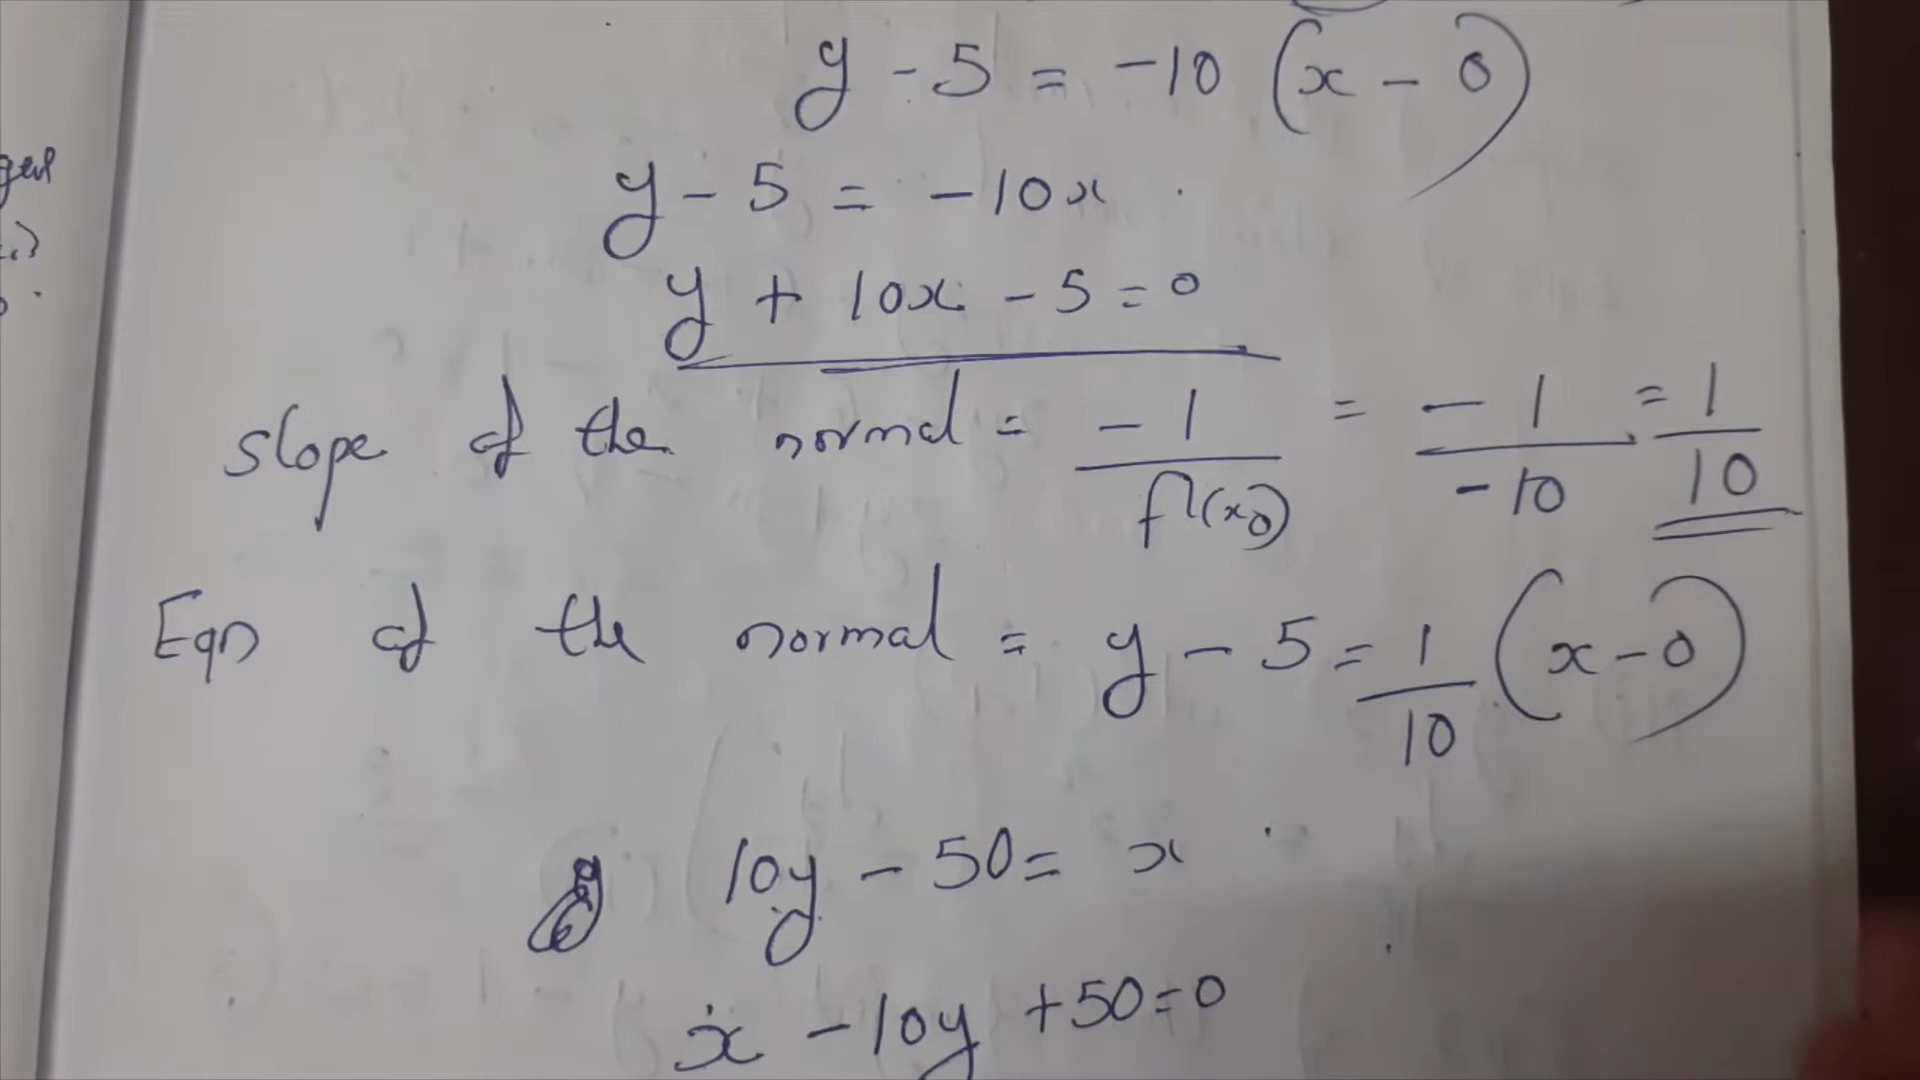 y - 5 = -10 (x - 0)
y - 5 = -10x
y + 10x - 5 = 0
slope of the normal = -1/f'(x0) = -1/-10 = 1/10
Eqn of the normal = y - 5 = 1/10 (x - 0)
10y - 50 = x
x - 10y + 50 = 0